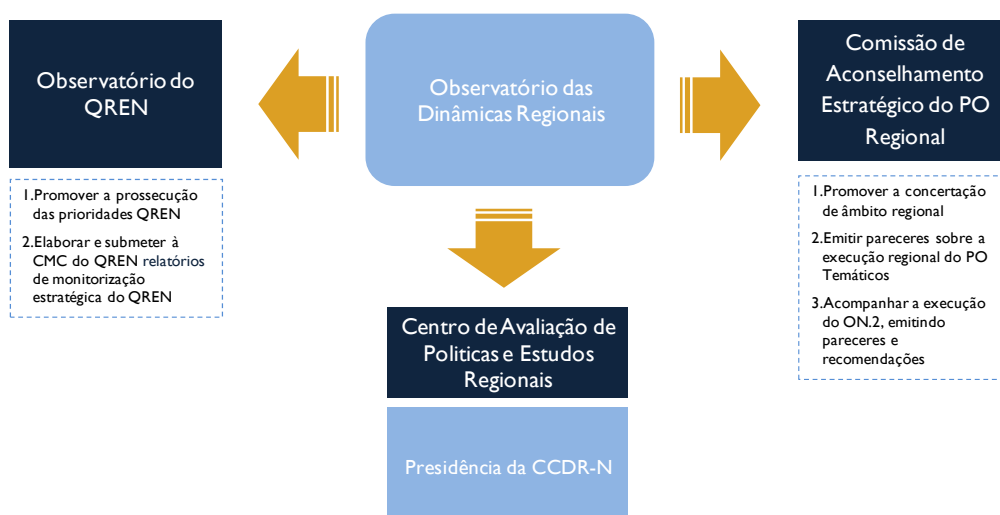 Observatório do
QREN
1.Promover a prossecução
das prioridades QREN
2.Elaborar e submeter à
CMC do QREN relatórios
de monitorização
estratégica do QREN
Observatório das
Dinâmicas Regionais
Centro de Avaliação de
Politicas e Estudos
Regionais
Presidência da CCDR-N
Comissão de
Aconselhamento
Estratégico do PO
Regional
1.Promover a concertação
de âmbito regional
2.Emitir pareceres sobre a
execução regional do PO
Temáticos
3.Acompanhar a execução
do ON.2, emitindo
pareceres e
recomendações